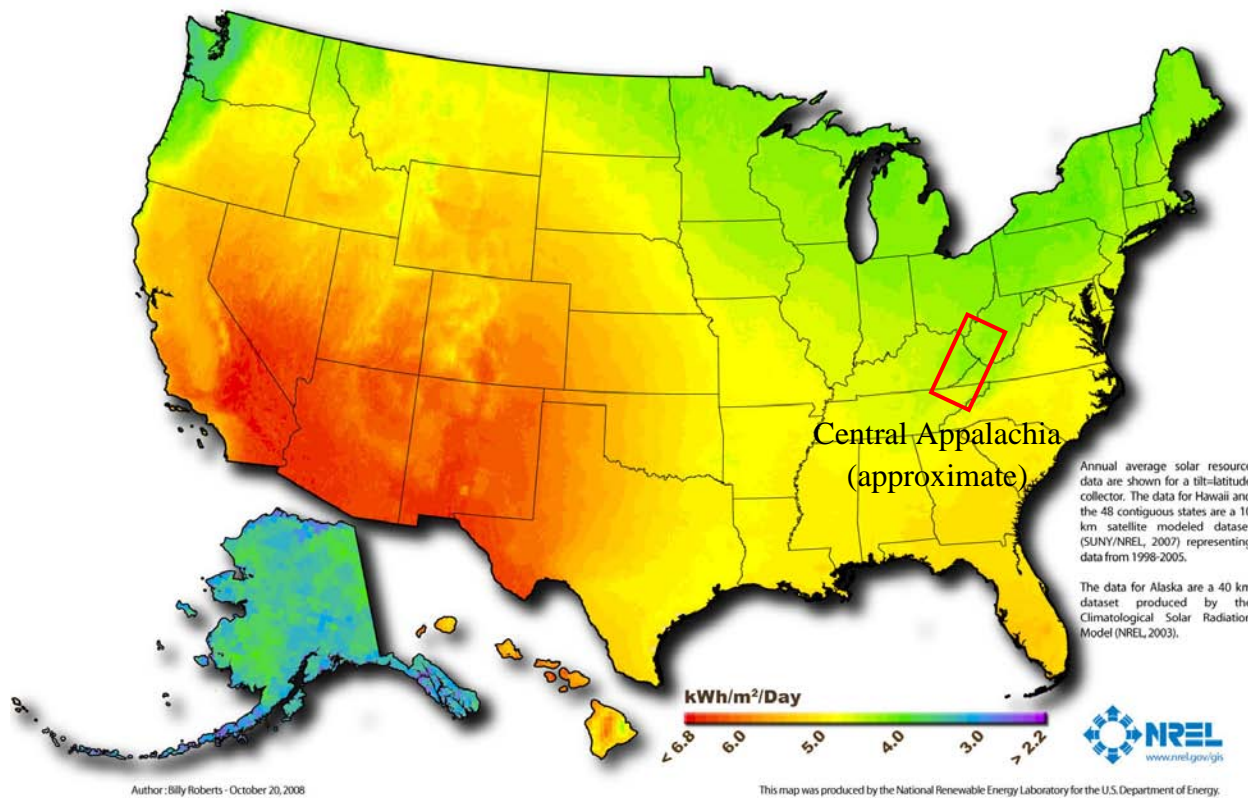 Central Appalachia
(approximate)
Annual average solar resource
data are shown for a tilt=latitude
collector. The data for Hawaii and
the 48 contiguous states are a 10
km satellite modeled dataset
(SUNY/NREL, 2007) representing
data from 1998-2005.
The data for Alaska are a 40 km
dataset produced by the
Climatological Solar Radiation
Model (NREL, 2003).
kWh/m²/Day
< 6.8
6.0
5.0
4.0
3.0
> 2.2
NREL
www.nrel.gov/gis
Author : Billy Roberts - October 20, 2008
This map was produced by the National Renewable Energy Laboratory for the U.S. Department of Energy.